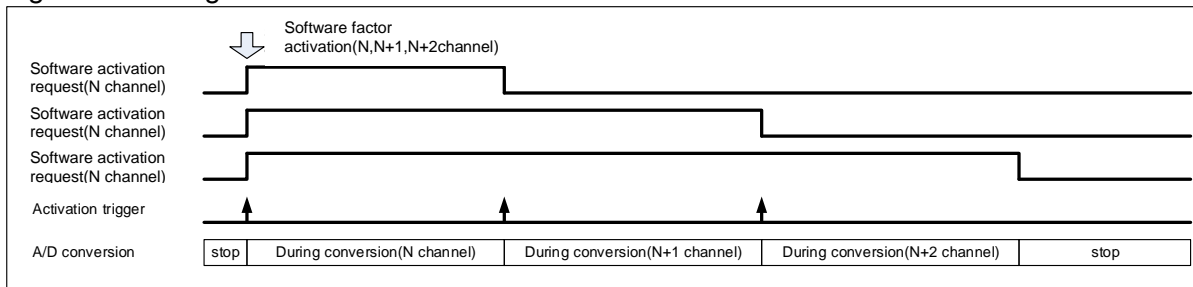 Software factor
activation(N,N+1,N+2channel)
Software activation
request(N channel)
Software activation
request(N channel)
Software activation
request(N channel)
Activation trigger
A/D conversion
stop
During conversion(N channel)
During conversion(N+1 channel)
During conversion(N+2 channel)
stop